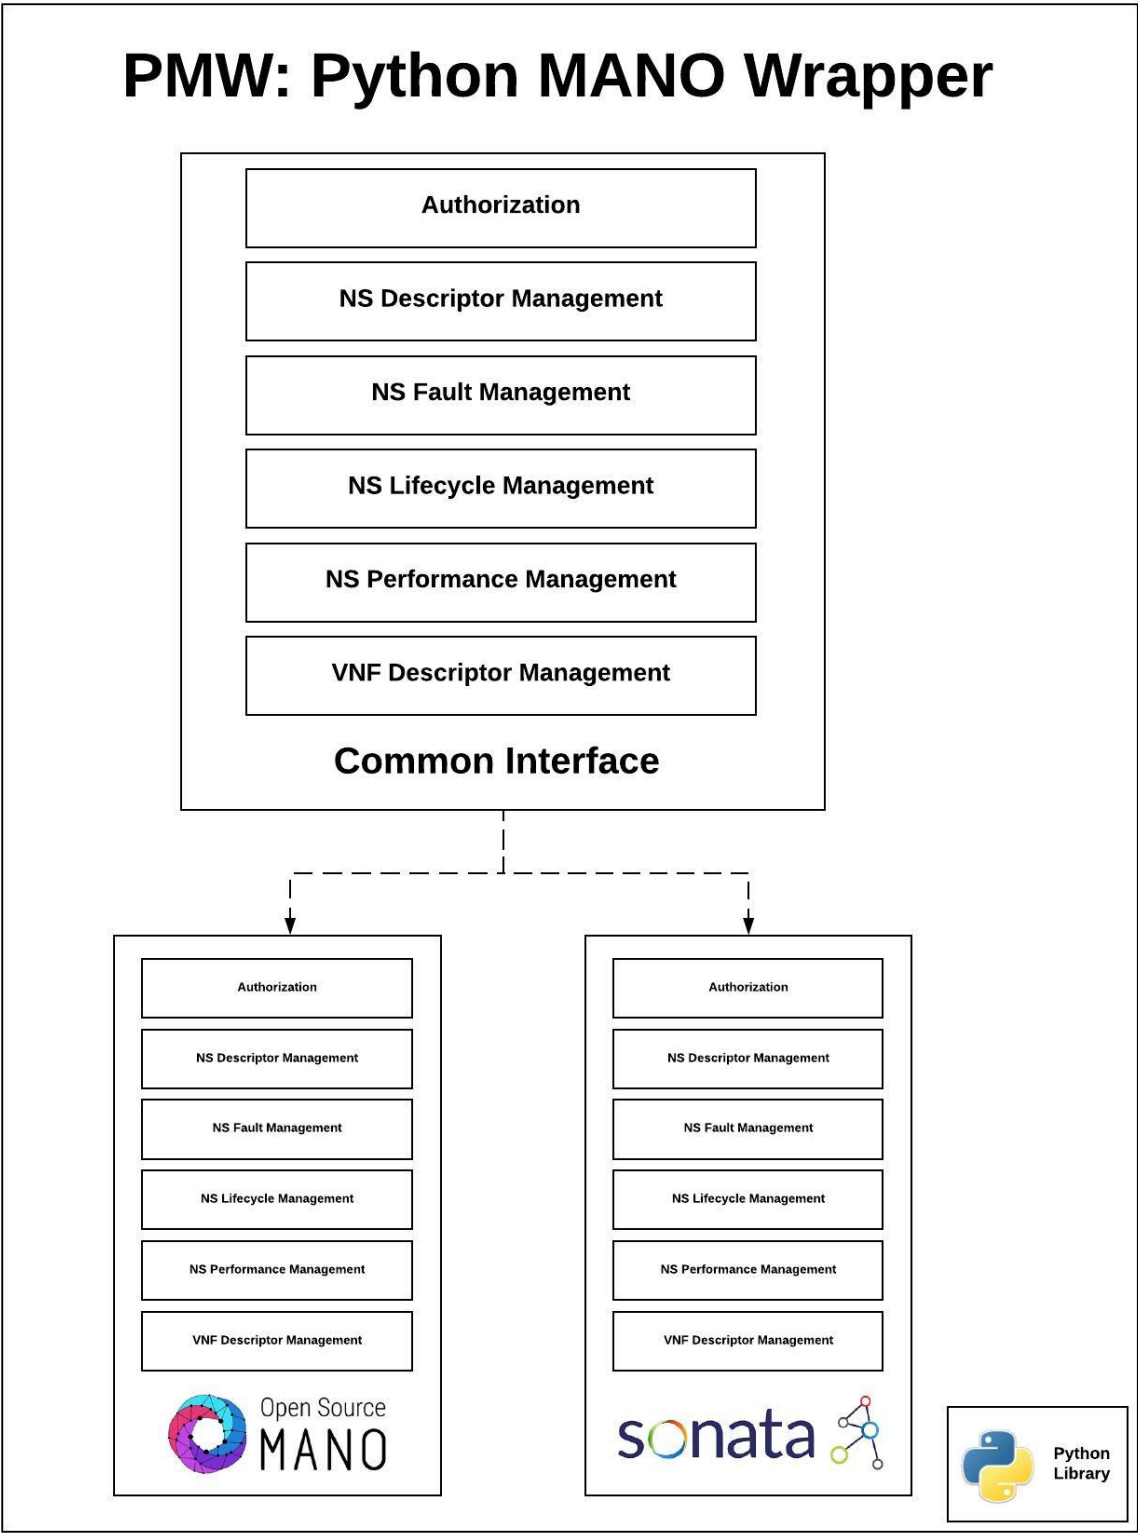 PMW: Python MANO Wrapper
Authorization
NS Descriptor Management
NS Fault Management
NS Lifecycle Management
NS Performance Management
VNF Descriptor Management
Common Interface
Authorization
NS Descriptor Management
NS Fault Management
NS Lifecycle Management
NS Performance Management
VNF Descriptor Management
Open Source
MANO
Authorization
NS Descriptor Management
NS Fault Management
NS Lifecycle Management
NS Performance Management
VNF Descriptor Management
sonata
Python
Library